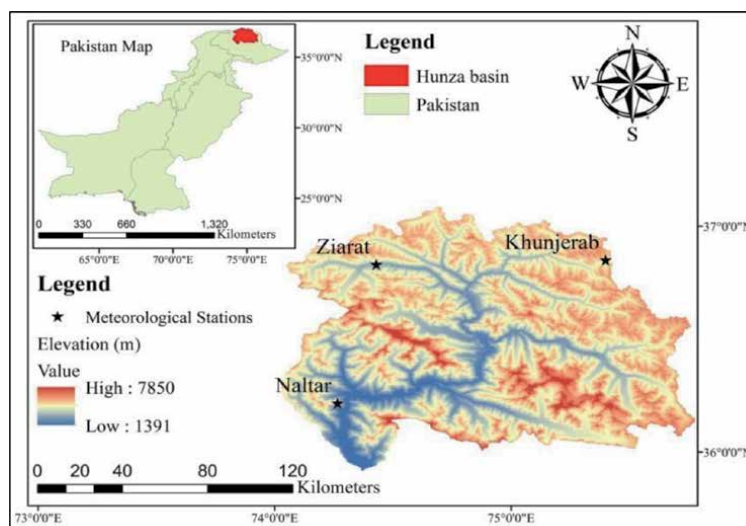 Pakistan Map
35°0'0"N
30°0'0"N
25°0'0"N
0 330 660 1,320
Kilometers
65°0'0"E 70°0'0"E 75°0'0"E
Legend
Hunza basin
Pakistan
N
W E
S
37°0'0"N
Ziarat
Khunjerab
Legend
Meteorological Stations
Elevation (m)
Value
High : 7850
Low : 1391
Naltar
36°0'0"N
0 20 40 80 120
Kilometers
73°0'0"E 74°0'0"E 75°0'0"E